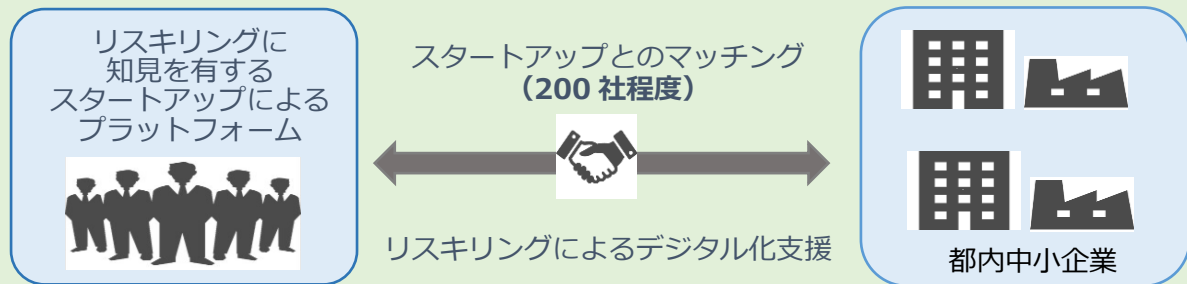 リスキリングに
知見を有する
スタートアップによる
プラットフォーム
スタートアップとのマッチング
（200 社程度）
リスキリングによるデジタル化支援
都内中小企業